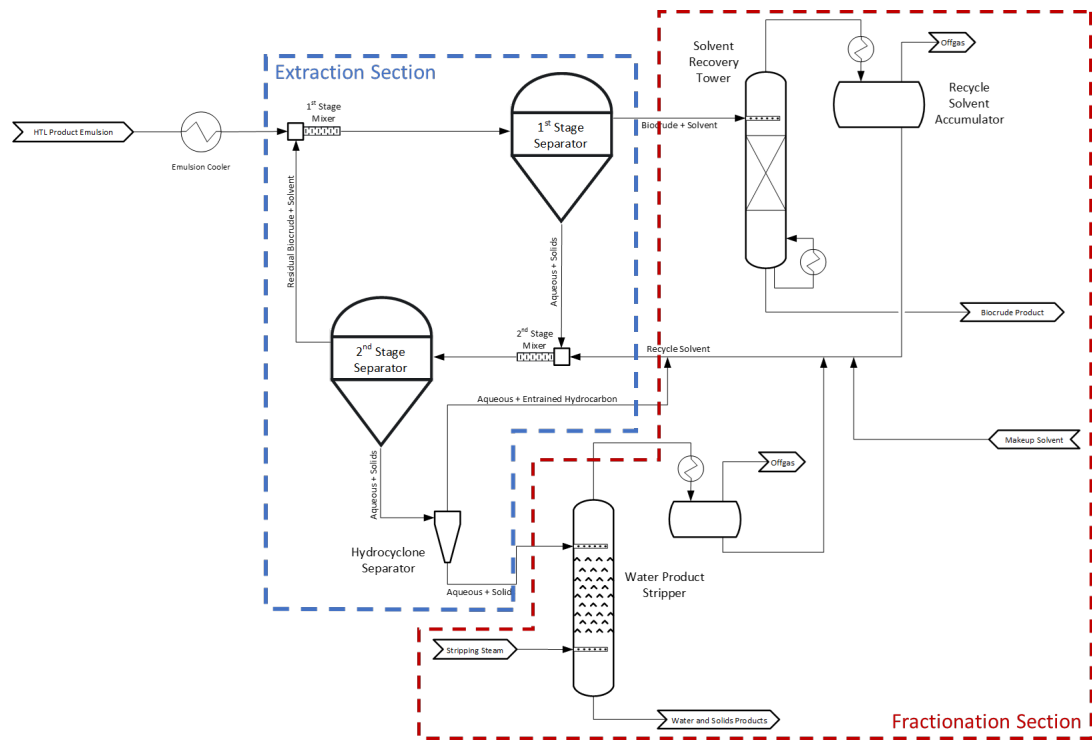 Solvent
Recovery
Tower
Offgas
Extraction Section
Recycle
Solvent
Accumulator
1st Stage
Mixer
HTL Product Emulsion
1st Stage
Separator
Biocrude + Solvent
Emulsion Cooler
Residual Biocrude + Solvent
Aqueous + Solids
Biocrude Product
2nd Stage
Mixer
2nd Stage
Separator
Recycle Solvent
Aqueous + Entrained Hydrocarbon
Makeup Solvent
Aqueous + Solids
Offgas
Hydrocyclone
Separator
Aqueous + Solid
Water Product
Stripper
Stripping Steam
Water and Solids Products
Fractionation Section